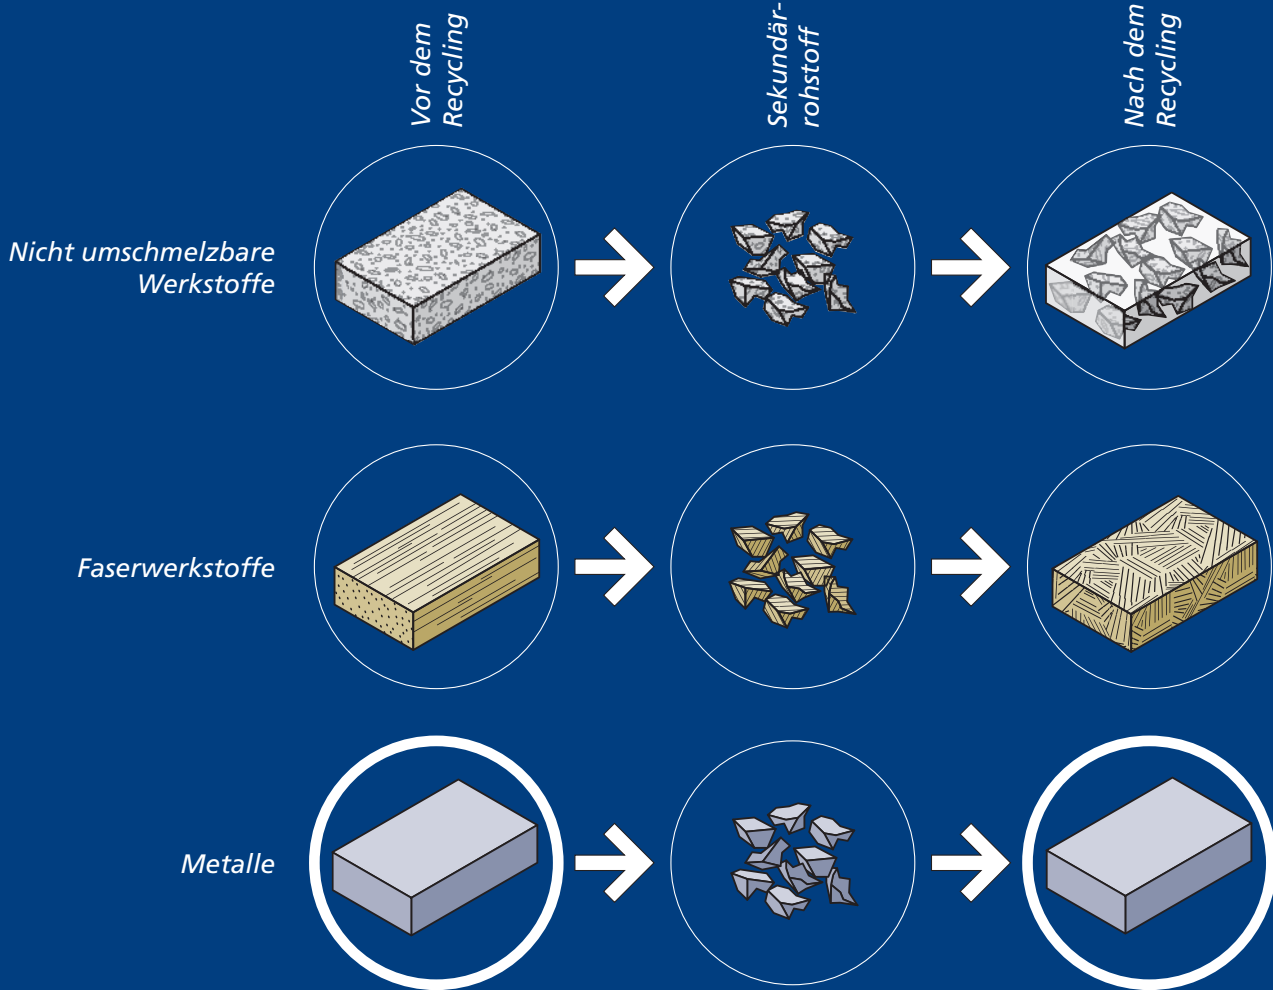 Vor dem
Recycling
Sekundär-
rohstoff
Nach dem
Recycling
Nicht umschmelzbare
Werkstoffe
Faserwerkstoffe
Metalle